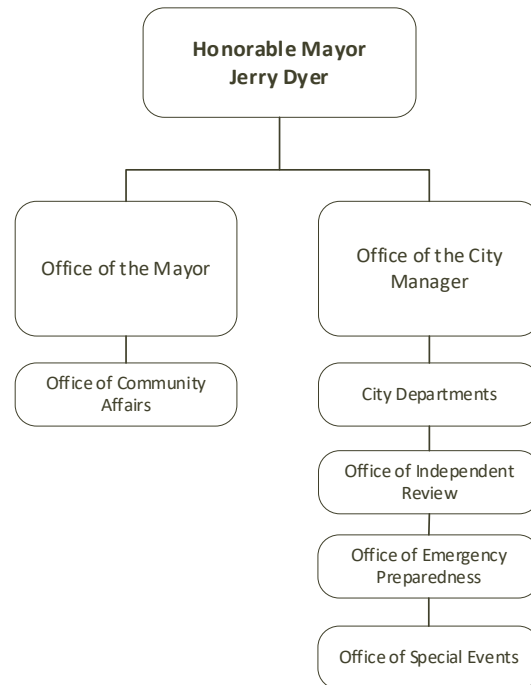 Honorable Mayor
Jerry Dyer
Office of the Mayor
Office of the City
Manager
Office of Community
Affairs
City Departments
Office of Independent
Review
Office of Emergency
Preparedness
Office of Special Events